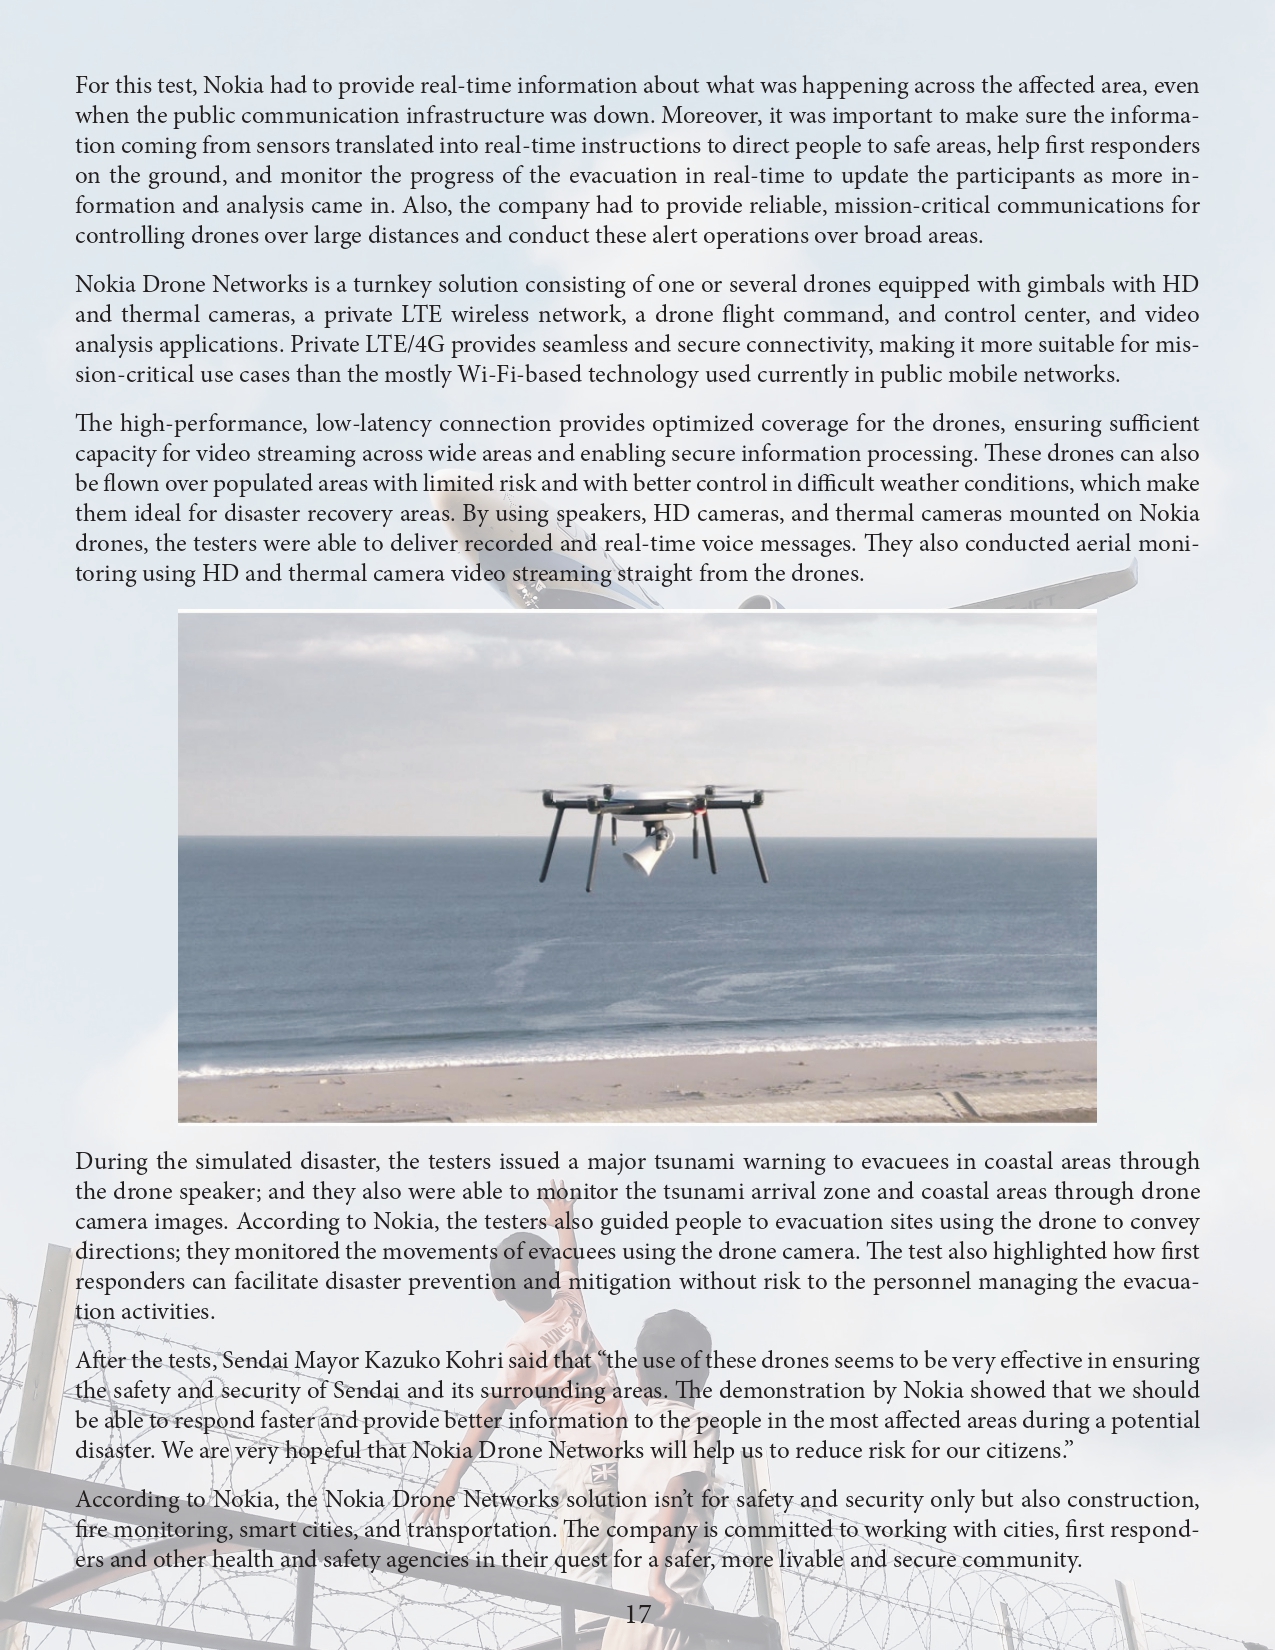 For this test, Nokia had to provide real-time information about what was happening across the affected area, even
when the public communication infrastructure was down. Moreover, it was important to make sure the informa-
tion coming from sensors translated into real-time instructions to direct people to safe areas, help first responders
on the ground, and monitor the progress of the evacuation in real-time to update the participants as more in-
formation and analysis came in. Also, the company had to provide reliable, mission-critical communications for
controlling drones over large distances and conduct these alert operations over broad areas.
Nokia Drone Networks is a turnkey solution consisting of one or several drones equipped with gimbals with HD
and thermal cameras, a private LTE wireless network, a drone flight command, and control center, and video
analysis applications. Private LTE/4G provides seamless and secure connectivity, making it more suitable for mis-
sion-critical use cases than the mostly Wi-Fi-based technology used currently in public mobile networks.
The high-performance, low-latency connection provides optimized coverage for the drones, ensuring sufficient
capacity for video streaming across wide areas and enabling secure information processing. These drones can also
be flown over populated areas with limited risk and with better control in difficult weather conditions, which make
them ideal for disaster recovery areas. By using speakers, HD cameras, and thermal cameras mounted on Nokia
drones, the testers were able to deliver recorded and real-time voice messages. They also conducted aerial moni-
toring using HD and thermal camera video streaming straight from the drones.
During the simulated disaster, the testers issued a major tsunami warning to evacuees in coastal areas through
the drone speaker; and they also were able to monitor the tsunami arrival zone and coastal areas through drone
camera images. According to Nokia, the testers also guided people to evacuation sites using the drone to convey
directions; they monitored the movements of evacuees using the drone camera. The test also highlighted how first
responders can facilitate disaster prevention and mitigation without risk to the personnel managing the evacua-
tion activities.
After the tests, Sendai Mayor Kazuko Kohri said that “the use of these drones seems to be very effective in ensuring
the safety and security of Sendai and its surrounding areas. The demonstration by Nokia showed that we should
be able to respond faster and provide better information to the people in the most affected areas during a potential
disaster. We are very hopeful that Nokia Drone Networks will help us to reduce risk for our citizens.”
According to Nokia, the Nokia Drone Networks solution isn’t for safety and security only but also construction,
fire monitoring, smart cities, and transportation. The company is committed to working with cities, first respond-
ers and other health and safety agencies in their quest for a safer, more livable and secure community.
17